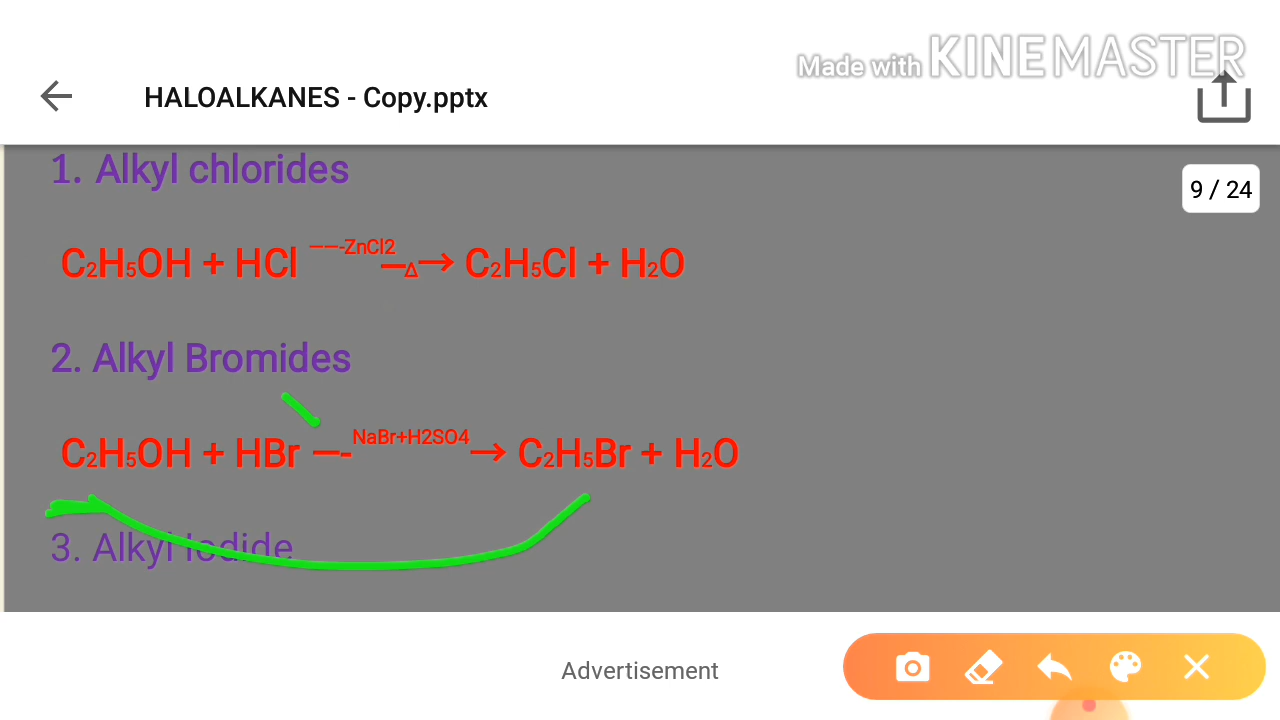 Made with KINEMASTER
HALOALKANES - Copy.pptx
1. Alkyl chlorides
9 / 24
C₂H₅OH + HCl ——-ZnCl2—Δ→ C₂H₅Cl + H₂O
2. Alkyl Bromides
C₂H₅OH + HBr —-NaBr+H2SO4→ C₂H₅Br + H₂O
3. Alkyl Iodide
Advertisement